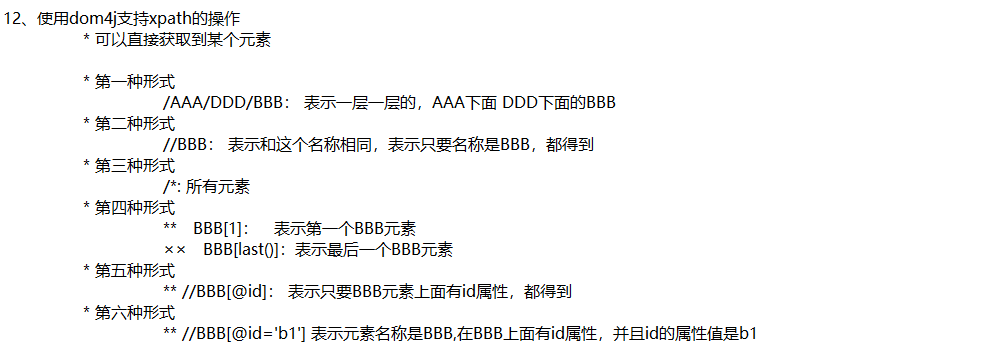 12、使用dom4j支持xpath的操作
* 可以直接获取到某个元素
* 第一种形式
/AAA/DDD/BBB： 表示一层一层的，AAA下面 DDD下面的BBB
* 第二种形式
//BBB： 表示和这个名称相同，表示只要名称是BBB，都得到
* 第三种形式
/*: 所有元素
* 第四种形式
** BBB[1]： 表示第一个BBB元素
×× BBB[last()]：表示最后一个BBB元素
* 第五种形式
** //BBB[@id]： 表示只要BBB元素上面有id属性，都得到
* 第六种形式
** //BBB[@id='b1'] 表示元素名称是BBB,在BBB上面有id属性，并且id的属性值是b1